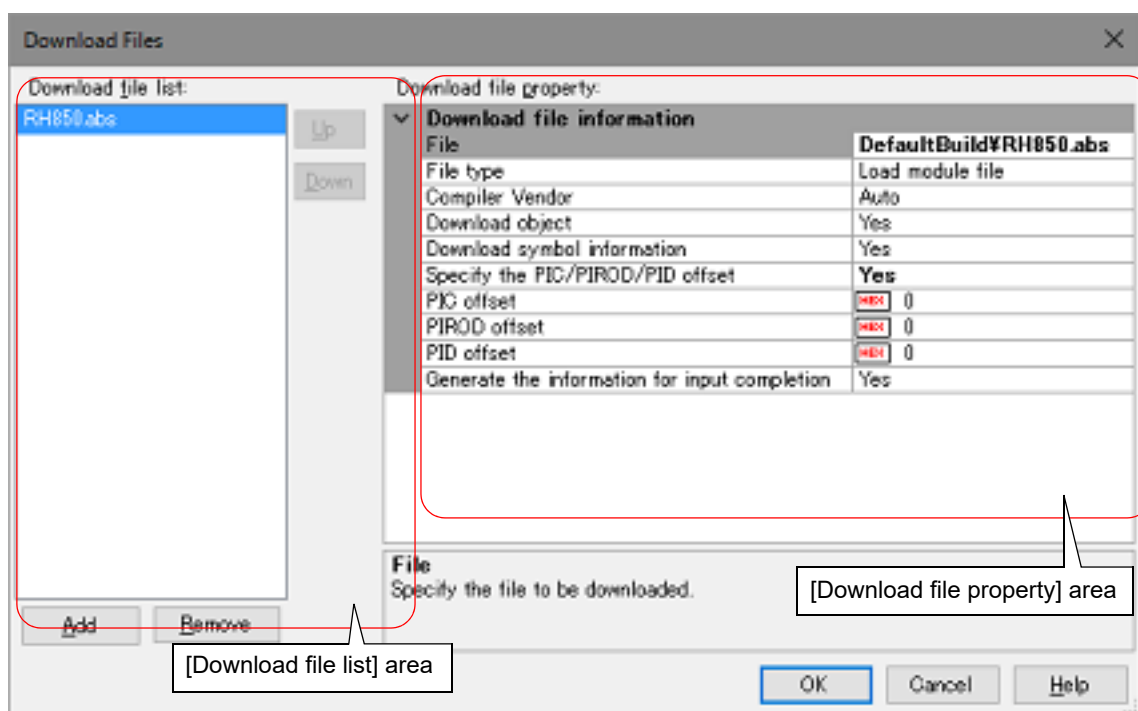 Download Files
Download file list:
RH850.abs
Up
Down
Add
Remove
[Download file list] area
Download file property:
Download file information
File DefaultBuild¥RH850.abs
File type Load module file
Compiler Vendor Auto
Download object Yes
Download symbol information Yes
Specify the PIC/PIROD/PID offset Yes
PIC offset HEX 0
PIROD offset HEX 0
PID offset HEX 0
Generate the information for input completion Yes
File
Specify the file to be downloaded.
[Download file property] area
OK Cancel Help